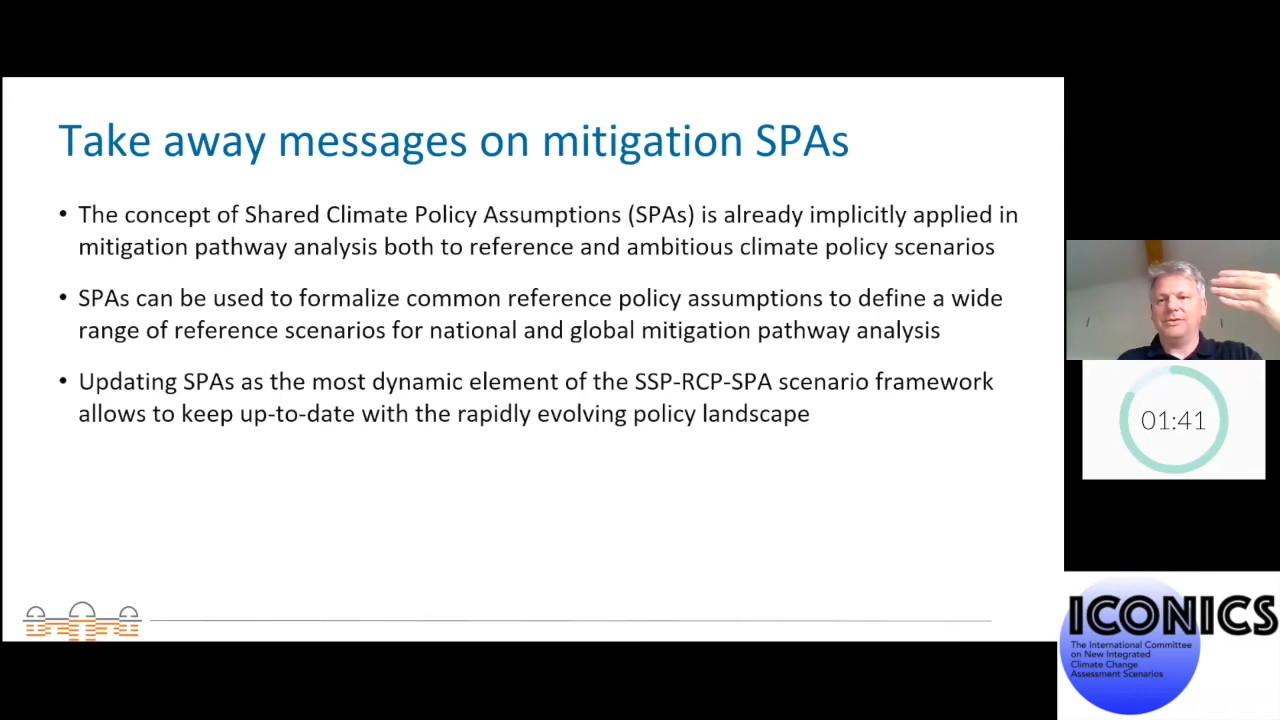 Take away messages on mitigation SPAs
• The concept of Shared Climate Policy Assumptions (SPAs) is already implicitly applied in
mitigation pathway analysis both to reference and ambitious climate policy scenarios
• SPAs can be used to formalize common reference policy assumptions to define a wide
range of reference scenarios for national and global mitigation pathway analysis
• Updating SPAs as the most dynamic element of the SSP-RCP-SPA scenario framework
allows to keep up-to-date with the rapidly evolving policy landscape
01:41
ICONICS
The International Committee
on New Integrated
Climate Change
Assessment Scenarios